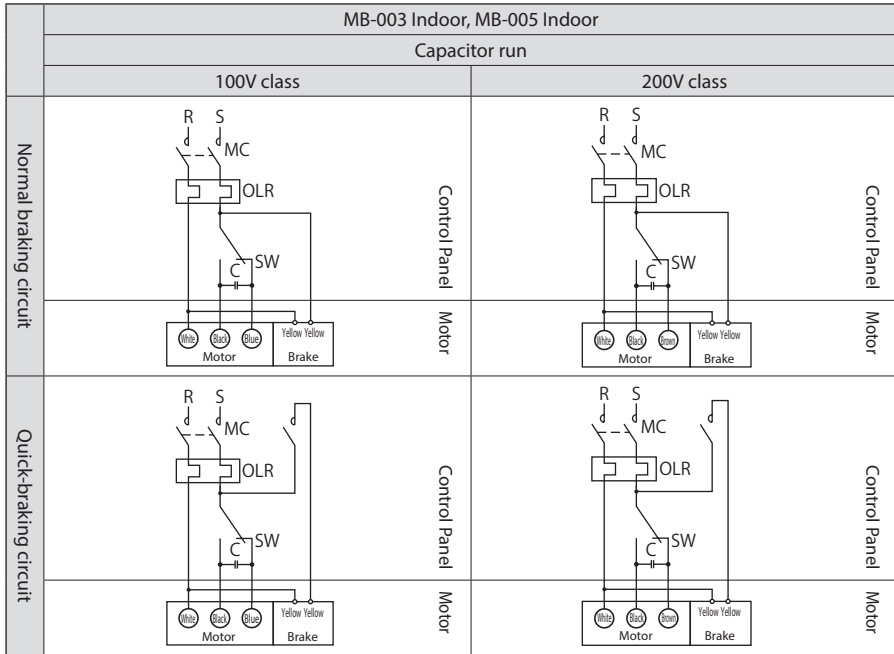 MB-003 Indoor, MB-005 Indoor
Capacitor run
100V class
200V class
Normal braking circuit
R S
MC
OLR
SW
C
Control Panel
Motor
White Black Blue
Yellow Yellow
Motor Brake
R S
MC
OLR
SW
C
Control Panel
Motor
White Black Brown
Yellow Yellow
Motor Brake
Quick-braking circuit
R S
MC
OLR
SW
C
Control Panel
Motor
White Black Blue
Yellow Yellow
Motor Brake
R S
MC
OLR
SW
C
Control Panel
Motor
White Black Brown
Yellow Yellow
Motor Brake